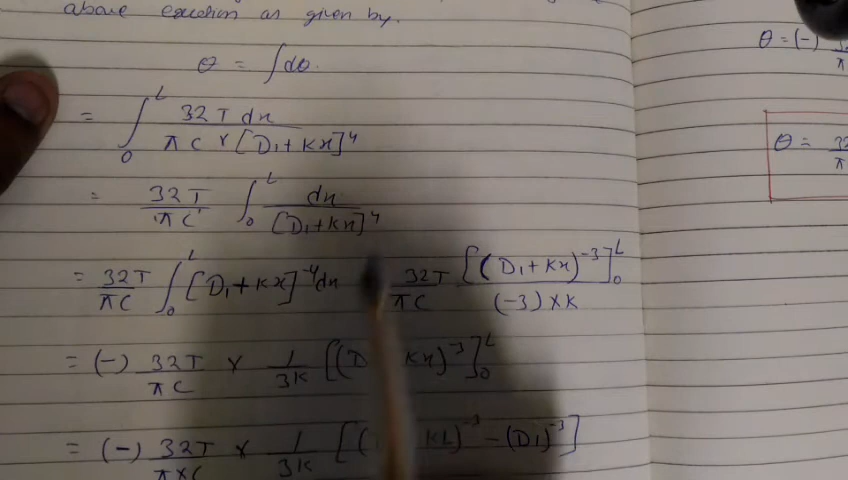 above equation as given by.
θ = ∫dθ.
= ∫₀ᴸ 32T dx / π C × [D₁ + Kx]⁴
= 32T / π C ∫₀ᴸ dx / [D₁ + Kx]⁴
= 32T / πC ∫₀ᴸ [D₁ + Kx]⁻⁴ dx 32T / πC [(D₁ + Kx)⁻³]₀ᴸ / (-3) × K
= (-) 32T / πC × 1 / 3K [(D Kx)⁻³]₀ᴸ
= (-) 32T / π×C × 1 / 3K [( KL)⁻³ - (D₁)⁻³]
θ = (-) 32 / π
θ = 32 / π